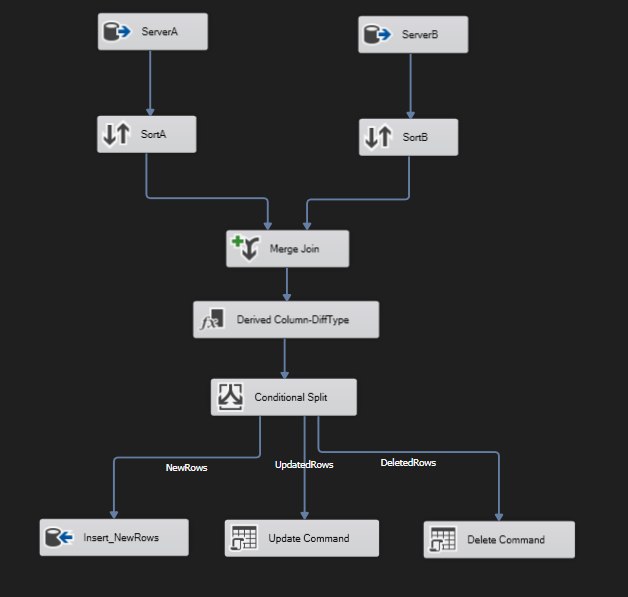 ServerA
ServerB
SortA
SortB
Merge Join
fx Derived Column-DiffType
Conditional Split
NewRows
UpdatedRows
DeletedRows
Insert_NewRows
Update Command
Delete Command